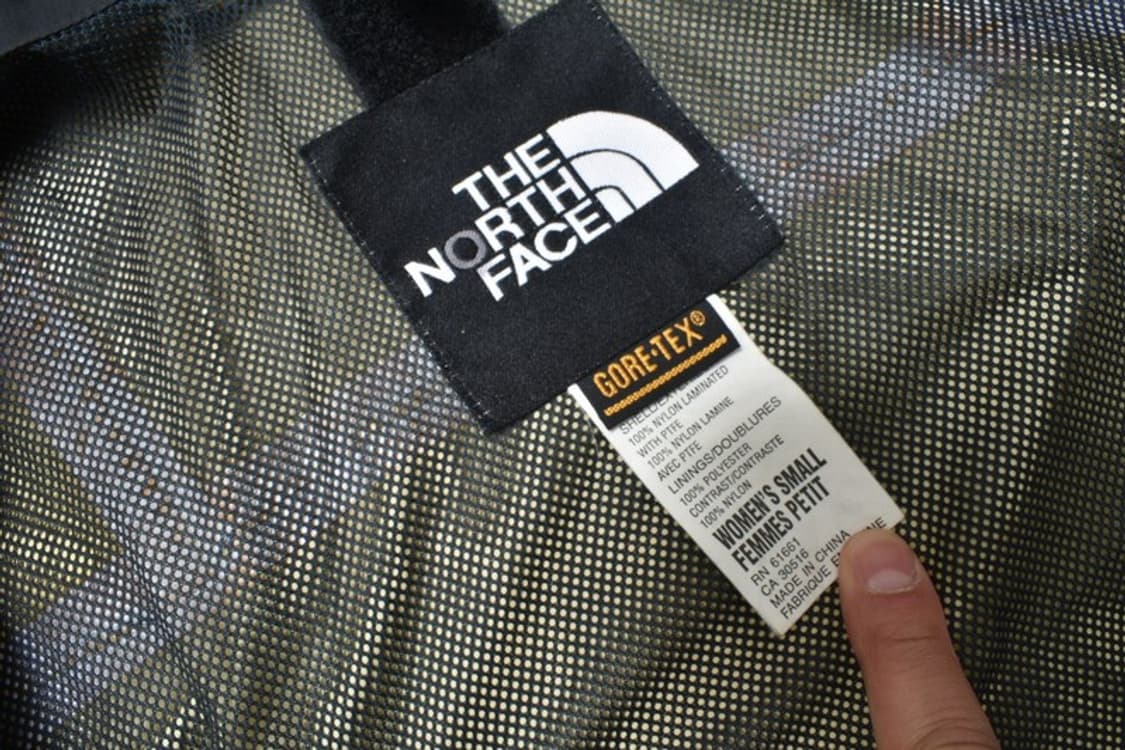 THE
NORTH
FACE
GORE-TEX®
100% NYLON LAMINATED
WITH PTFE
100% NYLON LAMINE
AVEC PTFE
LININGS/DOUBLURES
100% POLYESTER
CONTRAST/CONTRASTE
100% NYLON
WOMEN'S SMALL
FEMMES PETIT
RN 61661
CA 30516
MADE IN CHINA
FABRIQUE